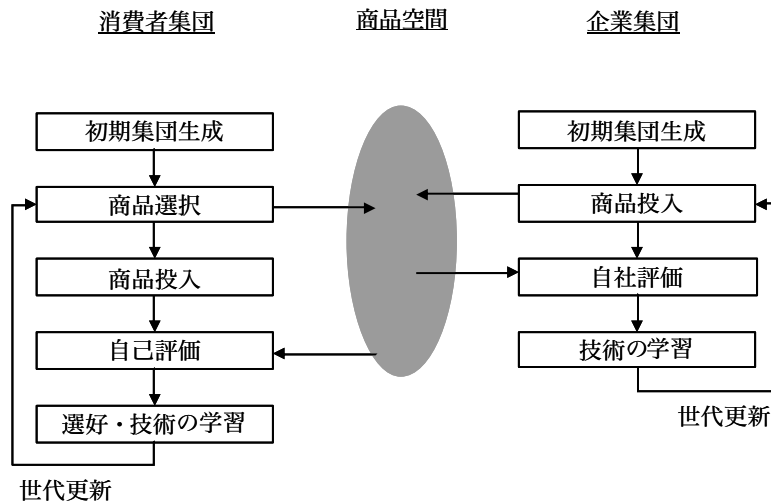 消費者集団
商品空間
企業集団
初期集団生成
商品選択
商品投入
自己評価
選好・技術の学習
世代更新
初期集団生成
商品投入
自社評価
技術の学習
世代更新